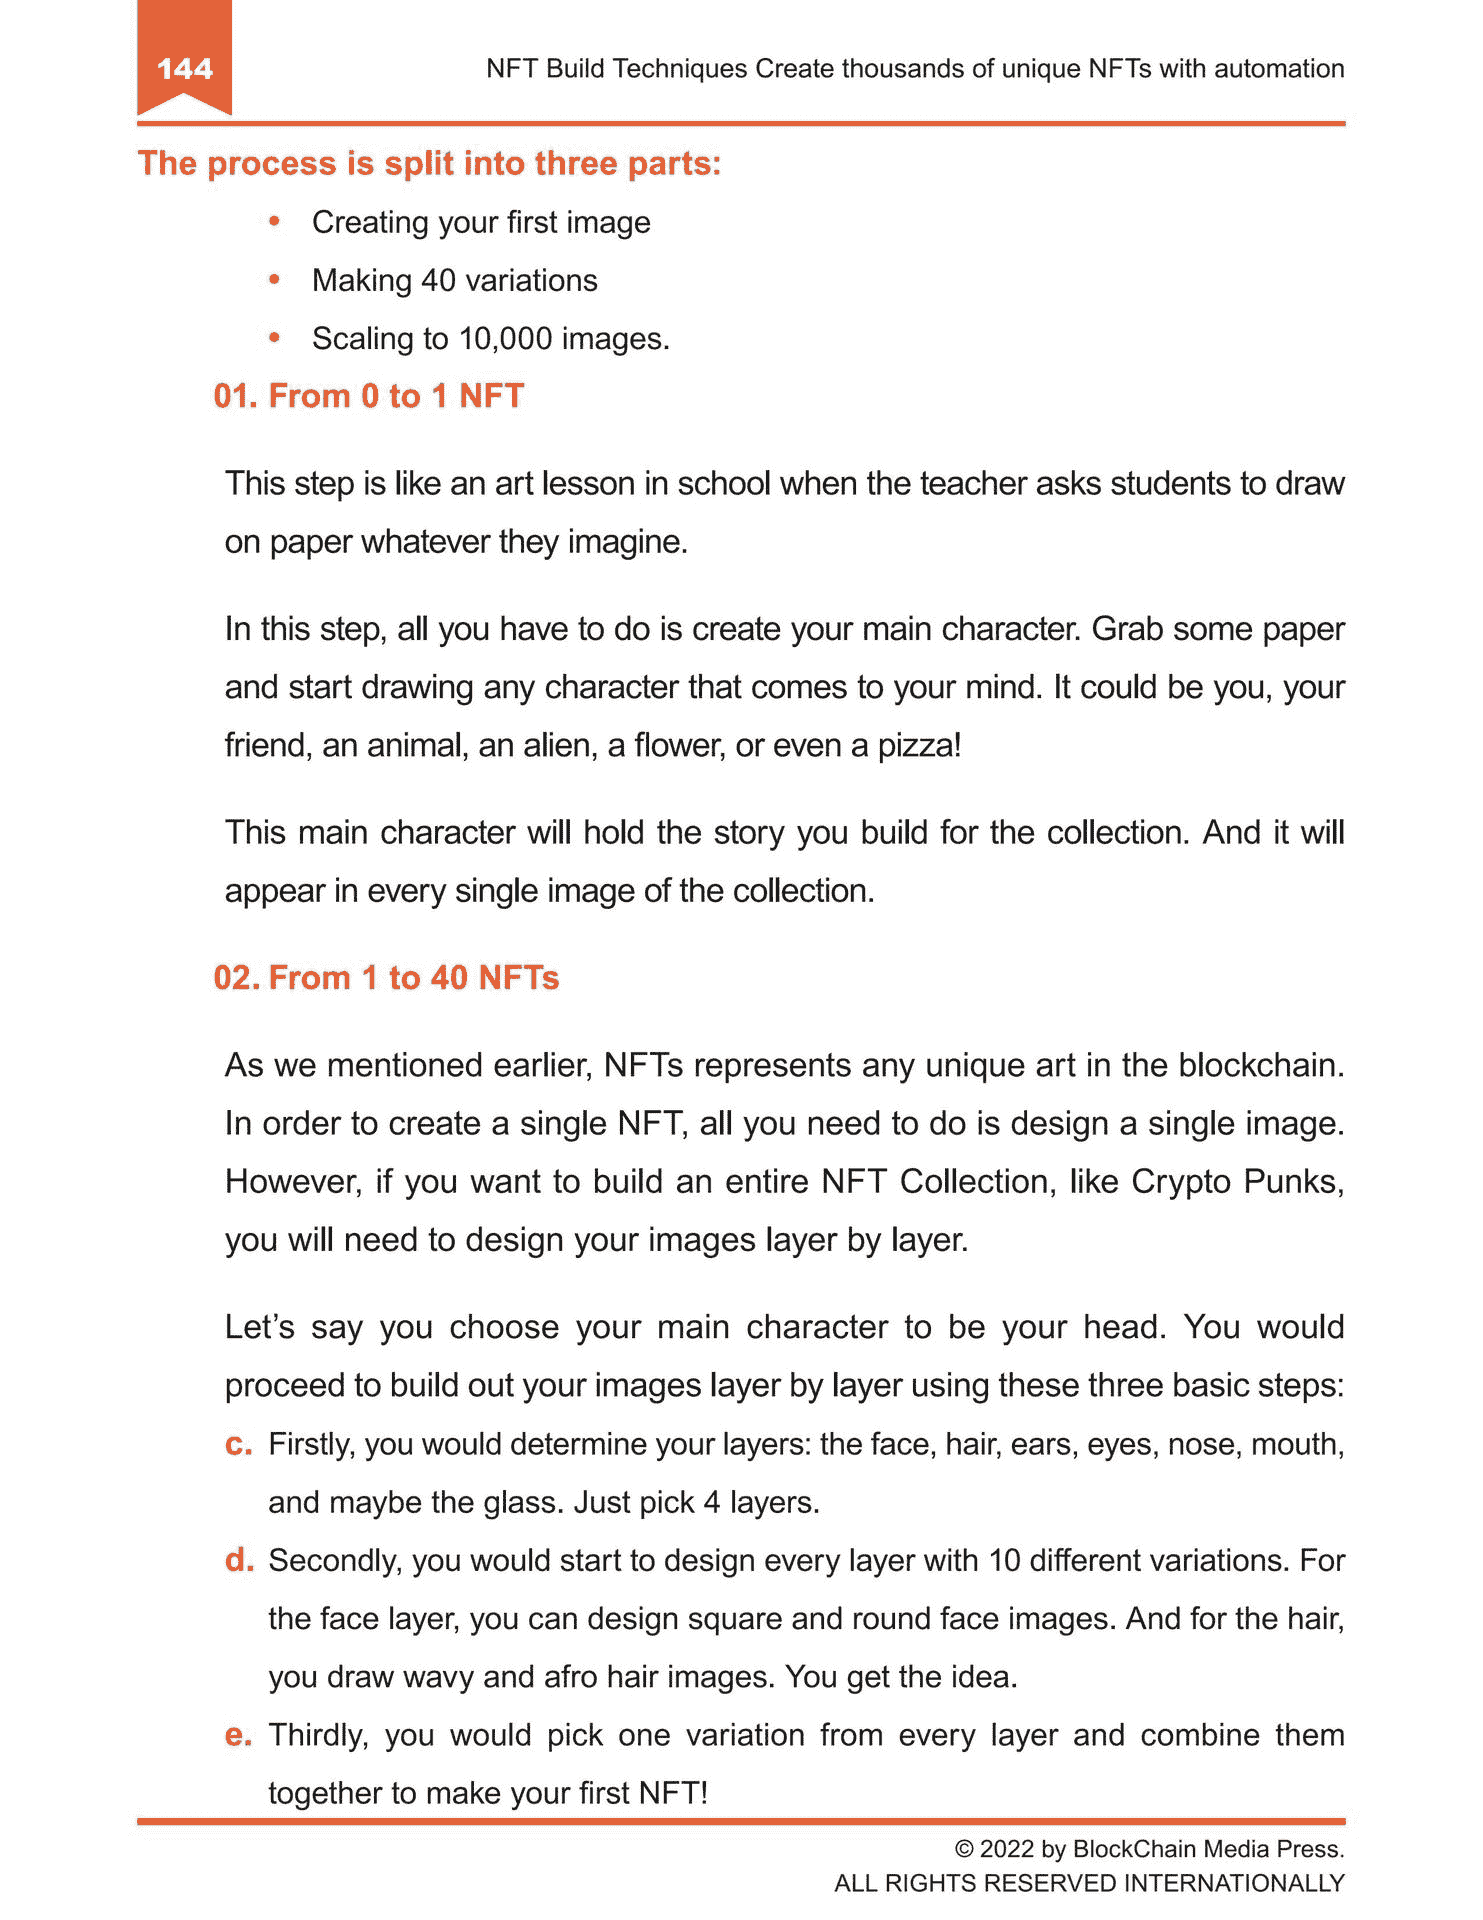 144
NFT Build Techniques Create thousands of unique NFTs with automation
The process is split into three parts:
• Creating your first image
• Making 40 variations
• Scaling to 10,000 images.
01. From 0 to 1 NFT
This step is like an art lesson in school when the teacher asks students to draw
on paper whatever they imagine.
In this step, all you have to do is create your main character. Grab some paper
and start drawing any character that comes to your mind. It could be you, your
friend, an animal, an alien, a flower, or even a pizza!
This main character will hold the story you build for the collection. And it will
appear in every single image of the collection.
02. From 1 to 40 NFTs
As we mentioned earlier, NFTs represents any unique art in the blockchain.
In order to create a single NFT, all you need to do is design a single image.
However, if you want to build an entire NFT Collection, like Crypto Punks,
you will need to design your images layer by layer.
Let’s say you choose your main character to be your head. You would
proceed to build out your images layer by layer using these three basic steps:
c. Firstly, you would determine your layers: the face, hair, ears, eyes, nose, mouth,
and maybe the glass. Just pick 4 layers.
d. Secondly, you would start to design every layer with 10 different variations. For
the face layer, you can design square and round face images. And for the hair,
you draw wavy and afro hair images. You get the idea.
e. Thirdly, you would pick one variation from every layer and combine them
together to make your first NFT!
© 2022 by BlockChain Media Press.
ALL RIGHTS RESERVED INTERNATIONALLY